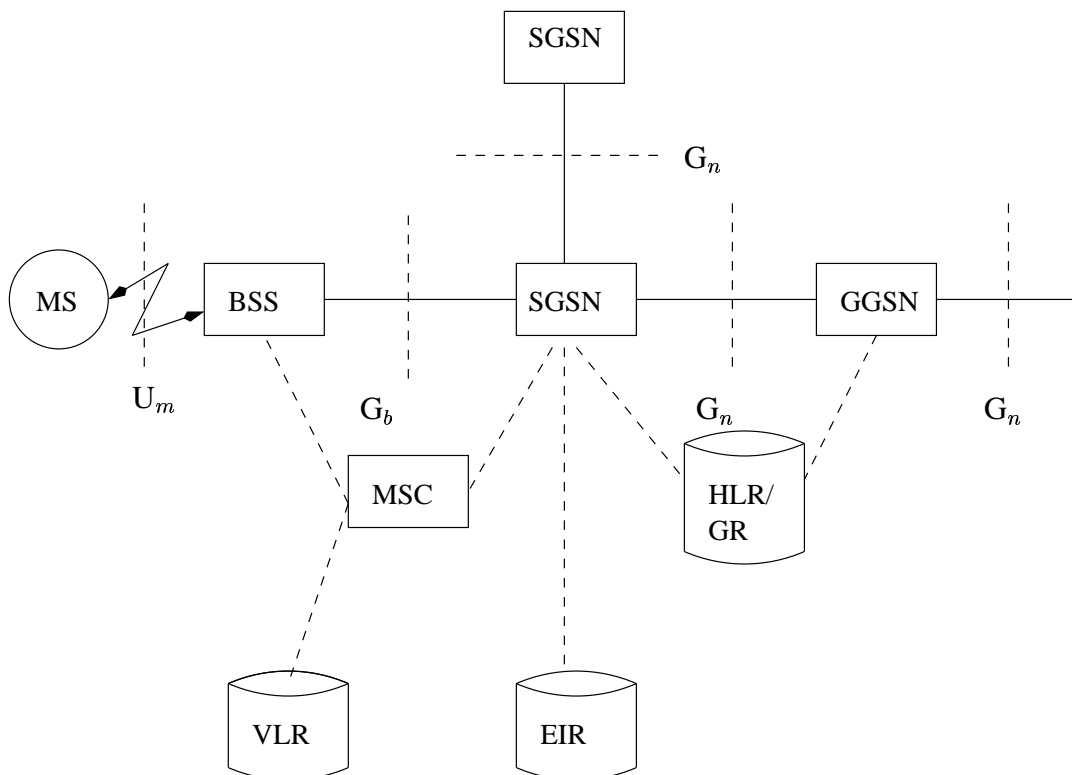 SGSN
G_n
MS
BSS
SGSN
GGSN
U_m
G_b
G_n
G_n
MSC
HLR/
GR
VLR
EIR